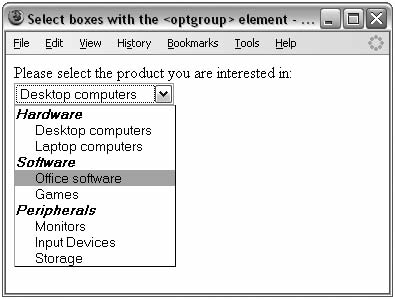 Select boxes with the <optgroup> element - ...
File Edit View History Bookmarks Tools Help
Please select the product you are interested in:
Desktop computers
Hardware
Desktop computers
Laptop computers
Software
Office software
Games
Peripherals
Monitors
Input Devices
Storage